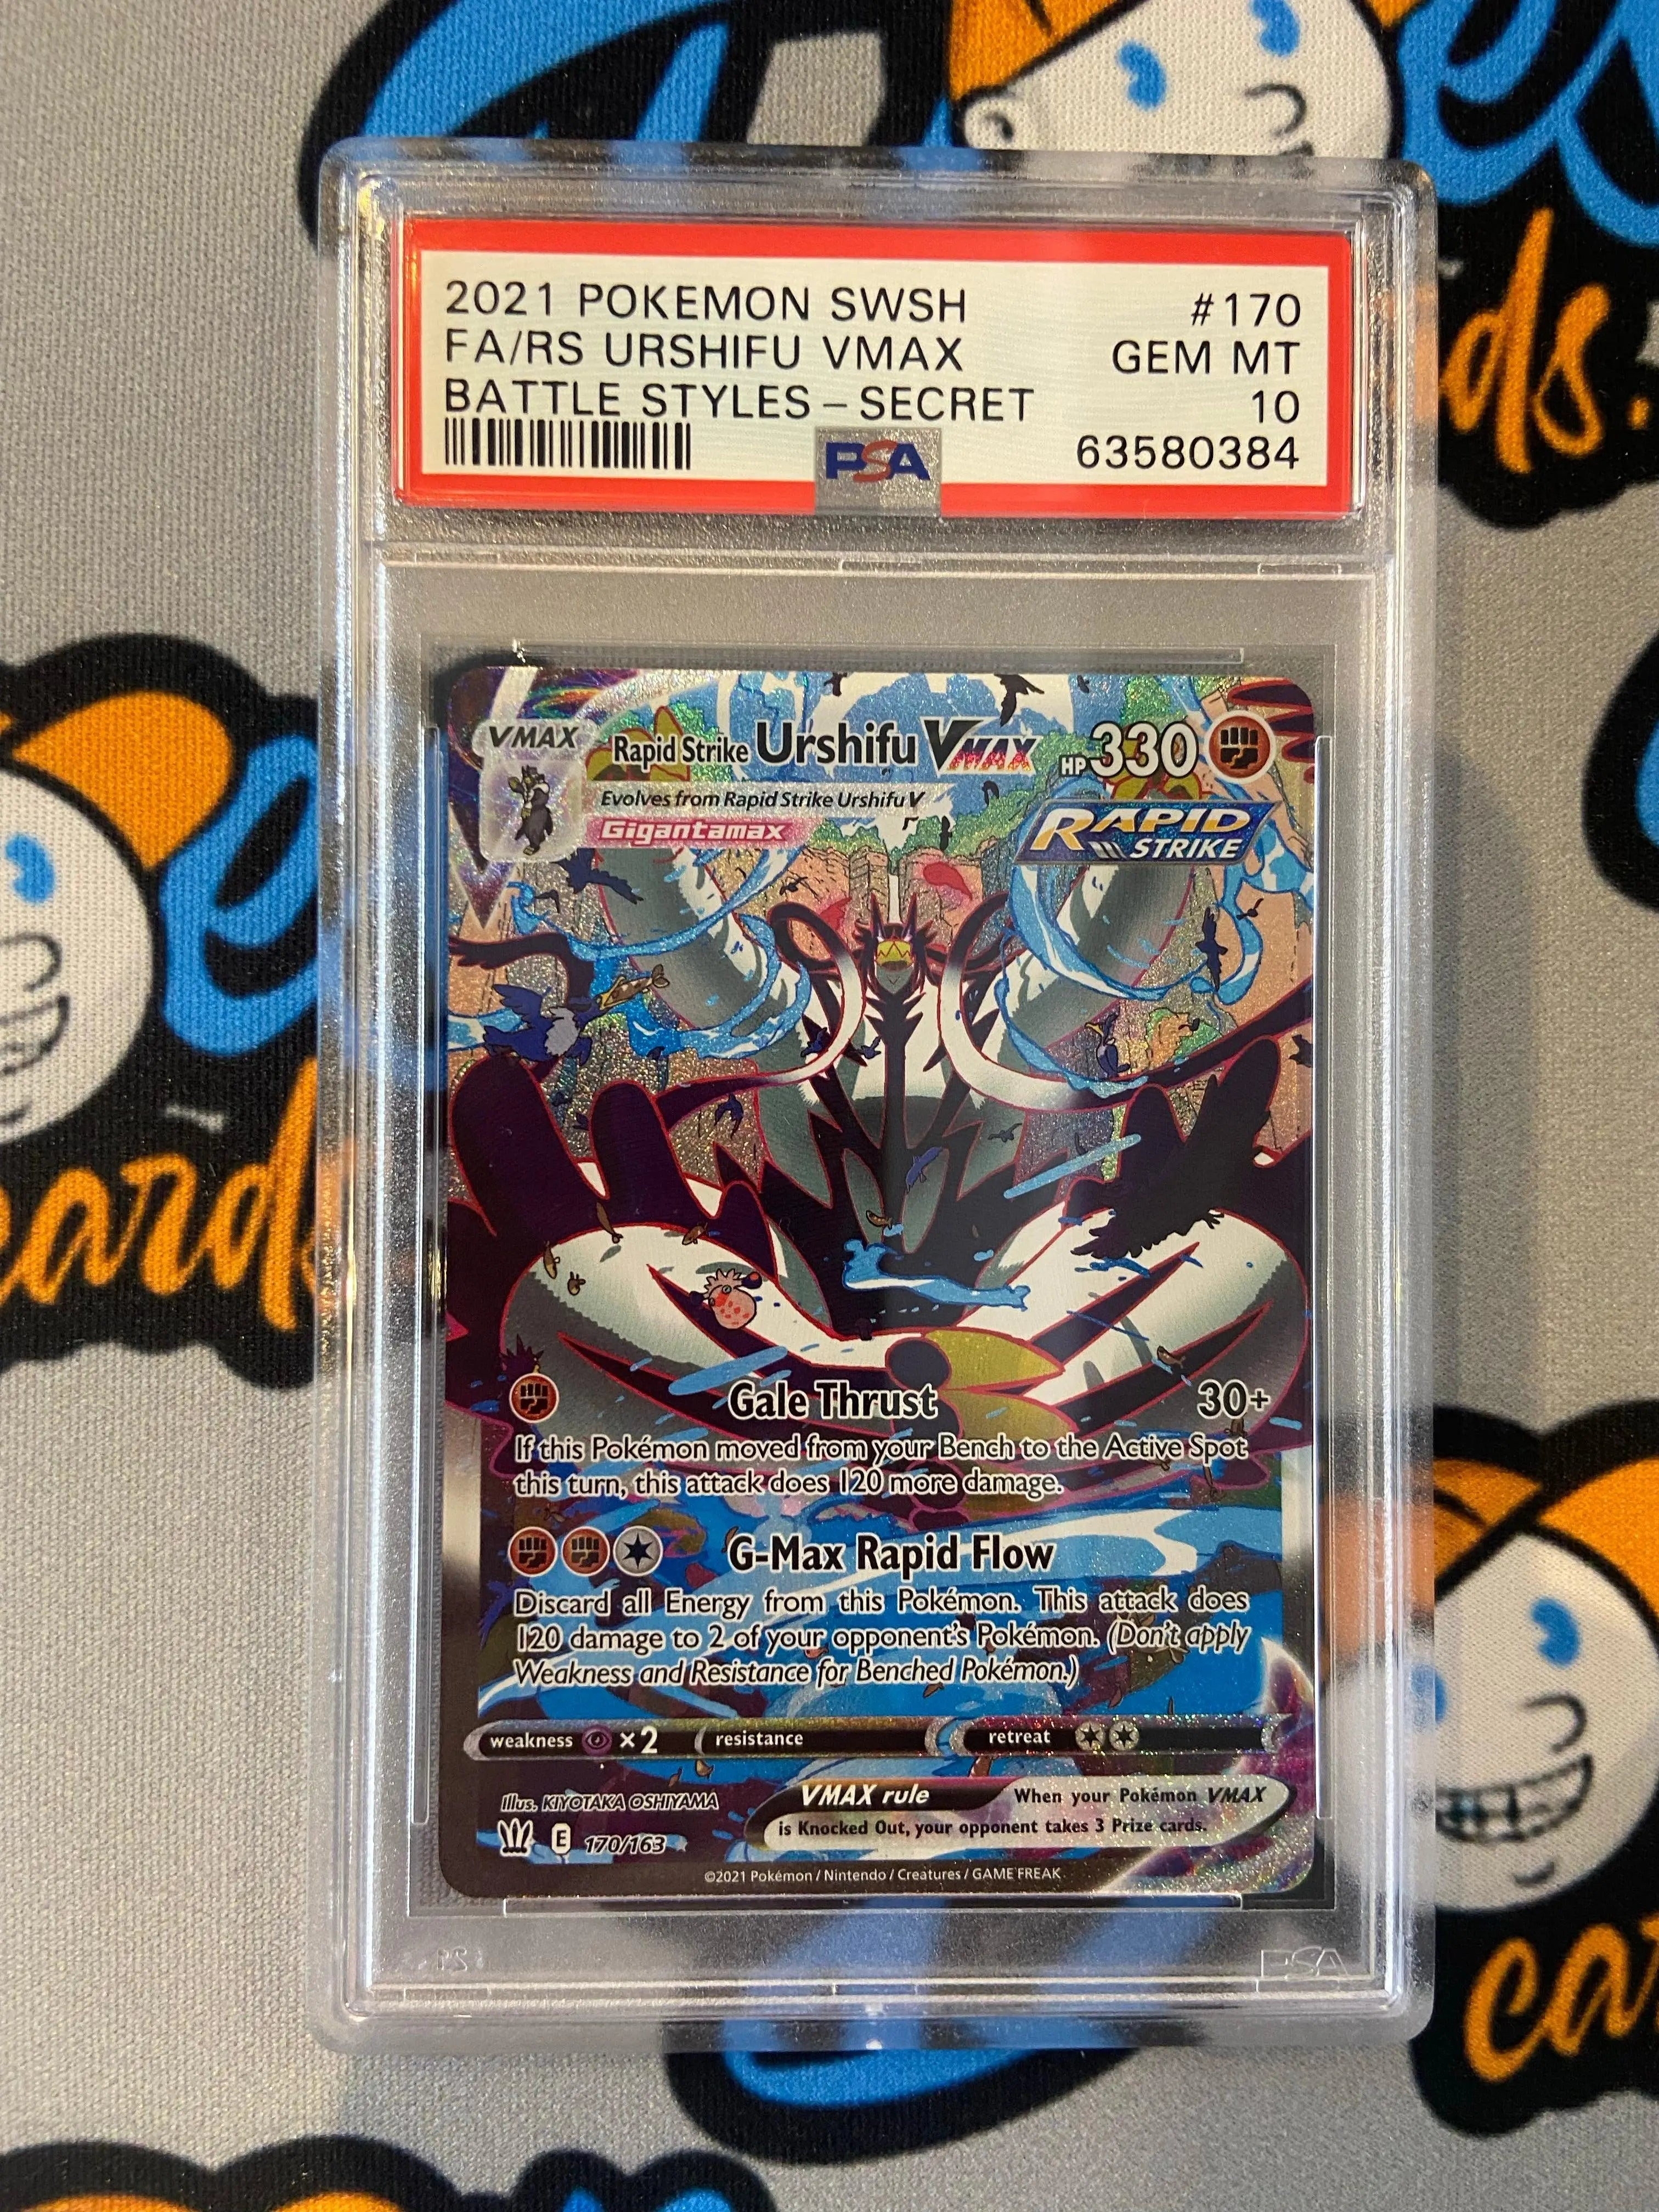 ds.
2021 POKEMON SWSH #170
FA/RS URSHIFU VMAX GEM MT
BATTLE STYLES – SECRET 10
PSA 63580384
VMAX Rapid Strike Urshifu VMAX HP 330
Evolves from Rapid Strike Urshifu V
Gigantamax
RAPID
STRIKE
cards
Gale Thrust 30+
If this Pokémon moved from your Bench to the Active Spot
this turn, this attack does 120 more damage.
G-Max Rapid Flow
Discard all Energy from this Pokémon. This attack does
120 damage to 2 of your opponent's Pokémon. (Don't apply
Weakness and Resistance for Benched Pokémon.)
weakness ×2 resistance retreat
Illus. KIYOTAKA OSHIYAMA
VMAX rule When your Pokémon VMAX
is Knocked Out, your opponent takes 3 Prize cards.
E 170/163
©2021 Pokémon / Nintendo / Creatures / GAME FREAK
PSA
ca